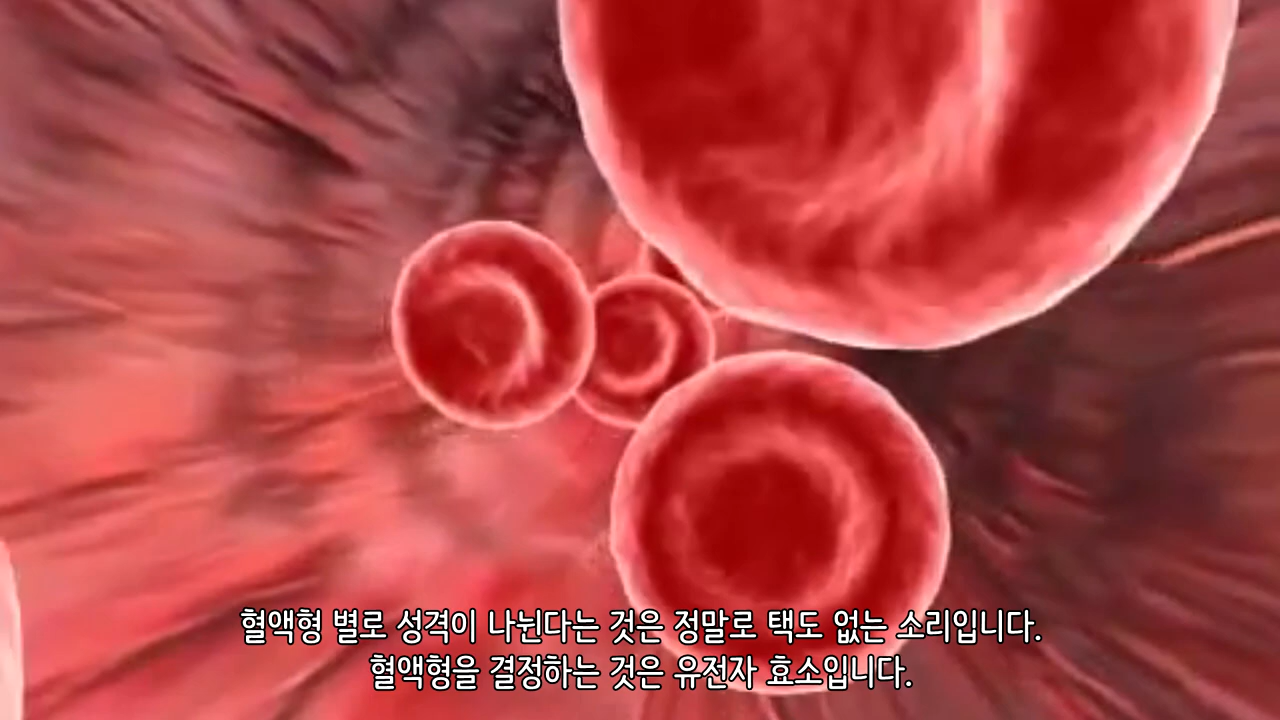 혈액형 별로 성격이 나뉜다는 것은 정말로 택도 없는 소리입니다.
혈액형을 결정하는 것은 유전자 효소입니다.